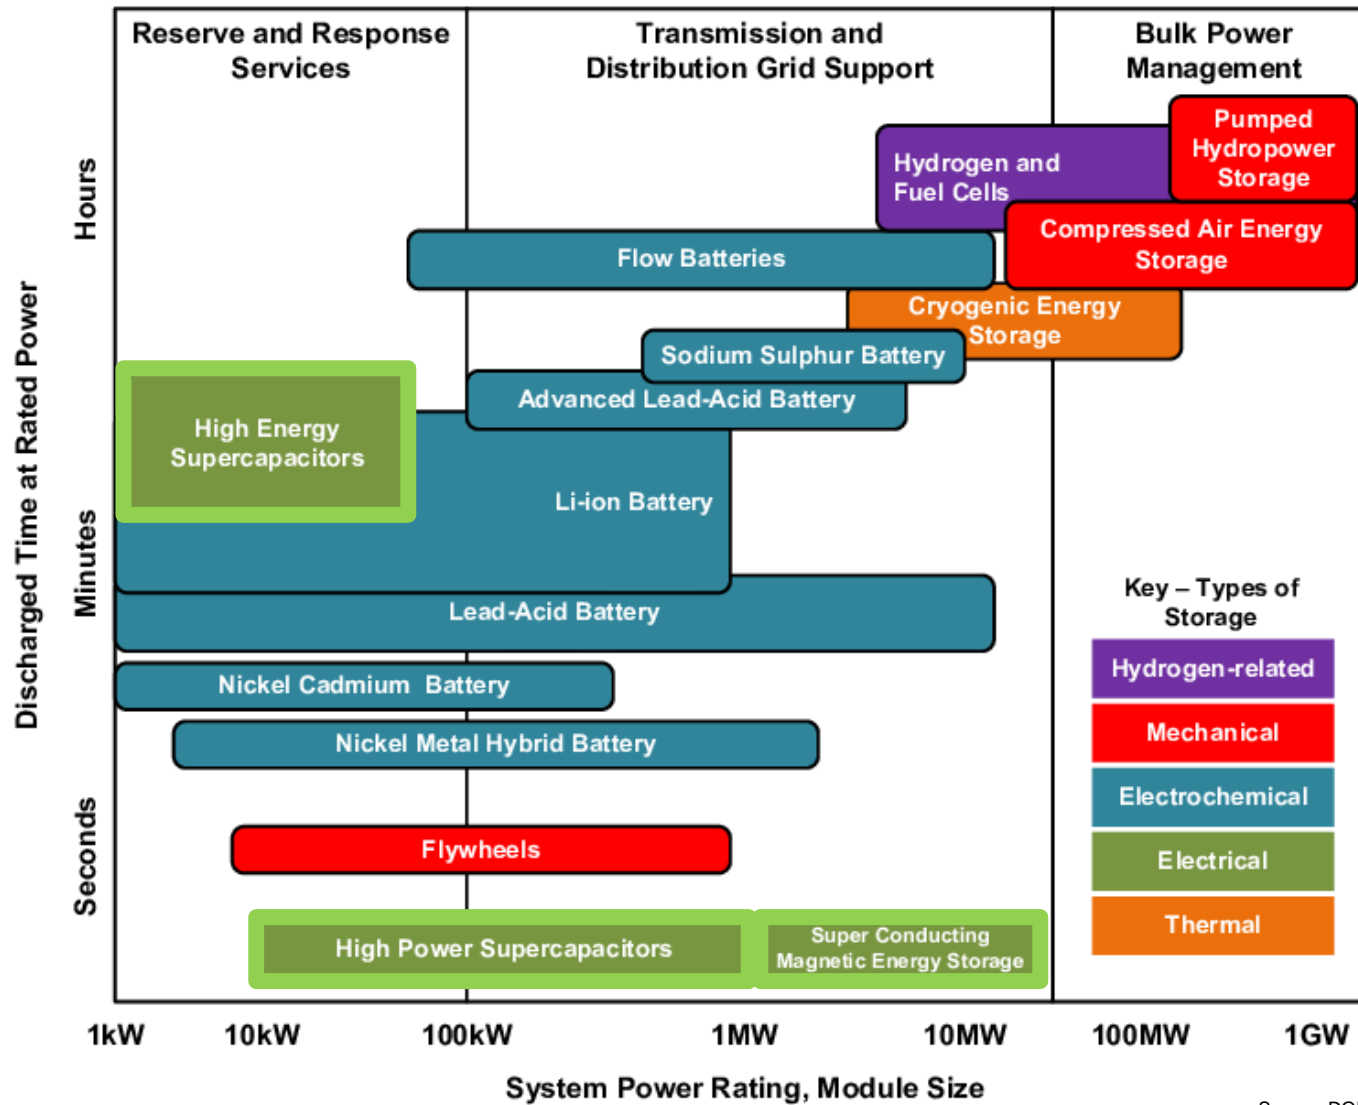 Reserve and Response
Services
Transmission and
Distribution Grid Support
Bulk Power
Management
Discharged Time at Rated Power
Hours
Minutes
Seconds
Pumped
Hydropower
Storage
Hydrogen and
Fuel Cells
Compressed Air Energy
Storage
Flow Batteries
Cryogenic Energy
Storage
Sodium Sulphur Battery
Advanced Lead-Acid Battery
High Energy
Supercapacitors
Li-ion Battery
Lead-Acid Battery
Nickel Cadmium Battery
Nickel Metal Hybrid Battery
Flywheels
High Power Supercapacitors
Super Conducting
Magnetic Energy Storage
Key – Types of
Storage
Hydrogen-related
Mechanical
Electrochemical
Electrical
Thermal
1kW 10kW 100kW 1MW 10MW 100MW 1GW
System Power Rating, Module Size